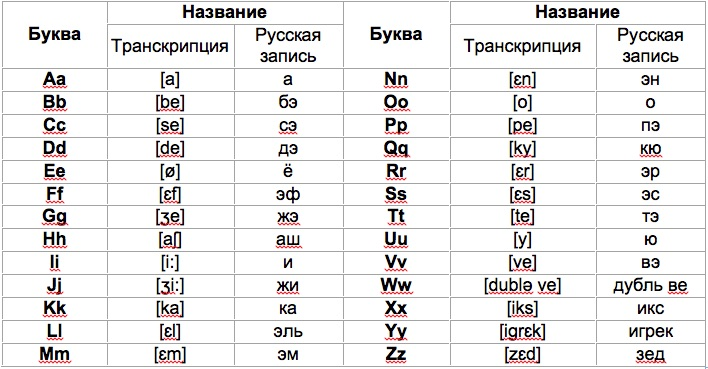 Буква Название Буква Название
Транскрипция Русская запись Транскрипция Русская запись
Aa [a] а Nn [ɛn] эн
Bb [be] бэ Oo [o] о
Cc [se] сэ Pp [pe] пэ
Dd [de] дэ Qq [ky] кю
Ee [ø] ё Rr [ɛr] эр
Ff [ɛf] эф Ss [ɛs] эс
Gg [ʒe] жэ Tt [te] тэ
Hh [aʃ] аш Uu [y] ю
Ii [i:] и Vv [ve] вэ
Jj [ʒi:] жи Ww [dublə ve] дубль ве
Kk [ka] ка Xx [iks] икс
Ll [ɛl] эль Yy [igrɛk] игрек
Mm [ɛm] эм Zz [zɛd] зед